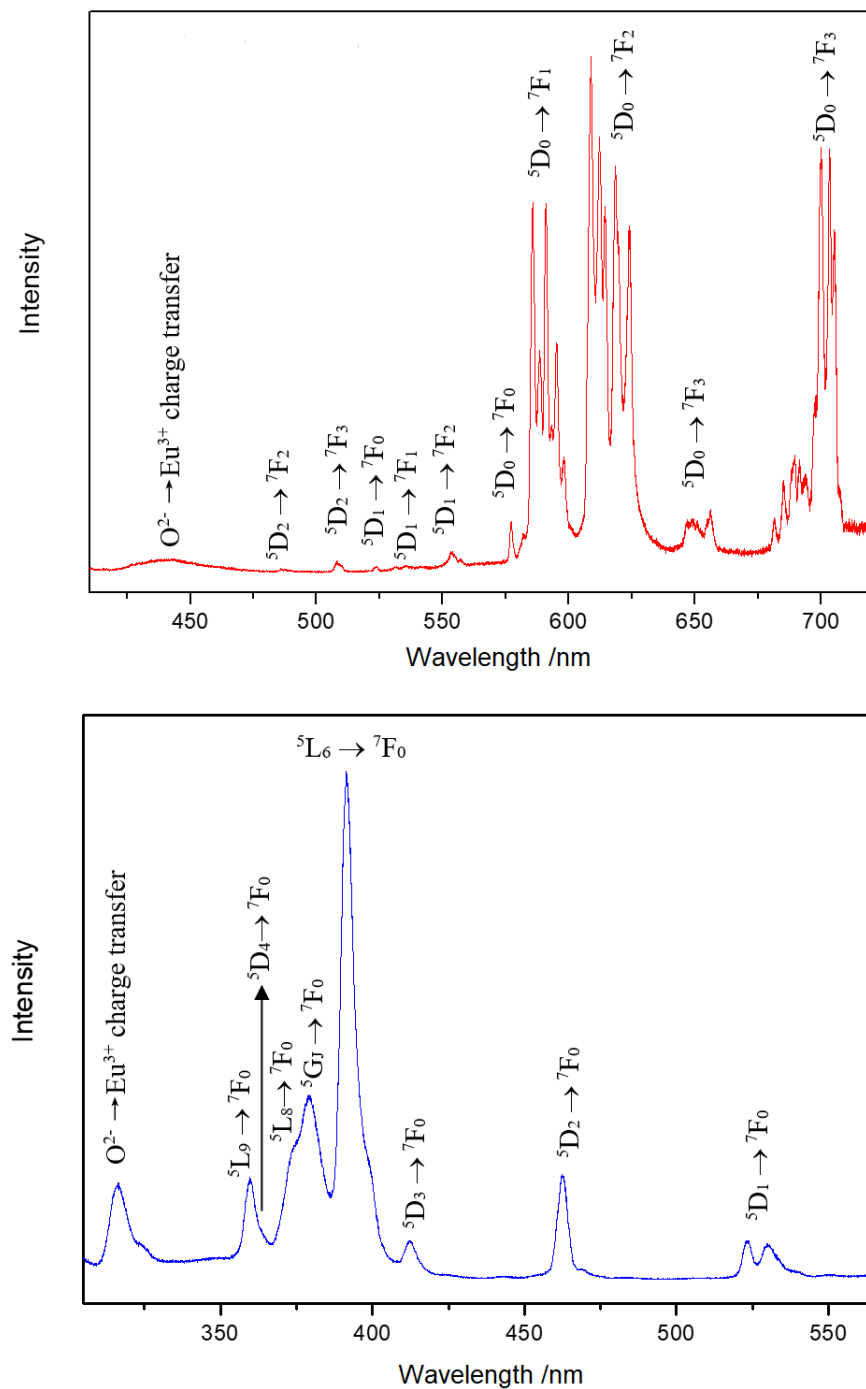 ⁵D₀ → ⁷F₁
⁵D₀ → ⁷F₂
⁵D₀ → ⁷F₃
Intensity
O²⁻ → Eu³⁺ charge transfer
⁵D₂ → ⁷F₂
⁵D₂ → ⁷F₃
⁵D₁ → ⁷F₀
⁵D₁ → ⁷F₁
⁵D₁ → ⁷F₂
⁵D₀ → ⁷F₀
⁵D₀ → ⁷F₃
450 500 550 600 650 700
Wavelength /nm
⁵L₆ → ⁷F₀
Intensity
O²⁻ → Eu³⁺ charge transfer
⁵L₉ → ⁷F₀
⁵D₄ → ⁷F₀
⁵L₈ → ⁷F₀
⁵G_J → ⁷F₀
⁵D₃ → ⁷F₀
⁵D₂ → ⁷F₀
⁵D₁ → ⁷F₀
350 400 450 500 550
Wavelength /nm